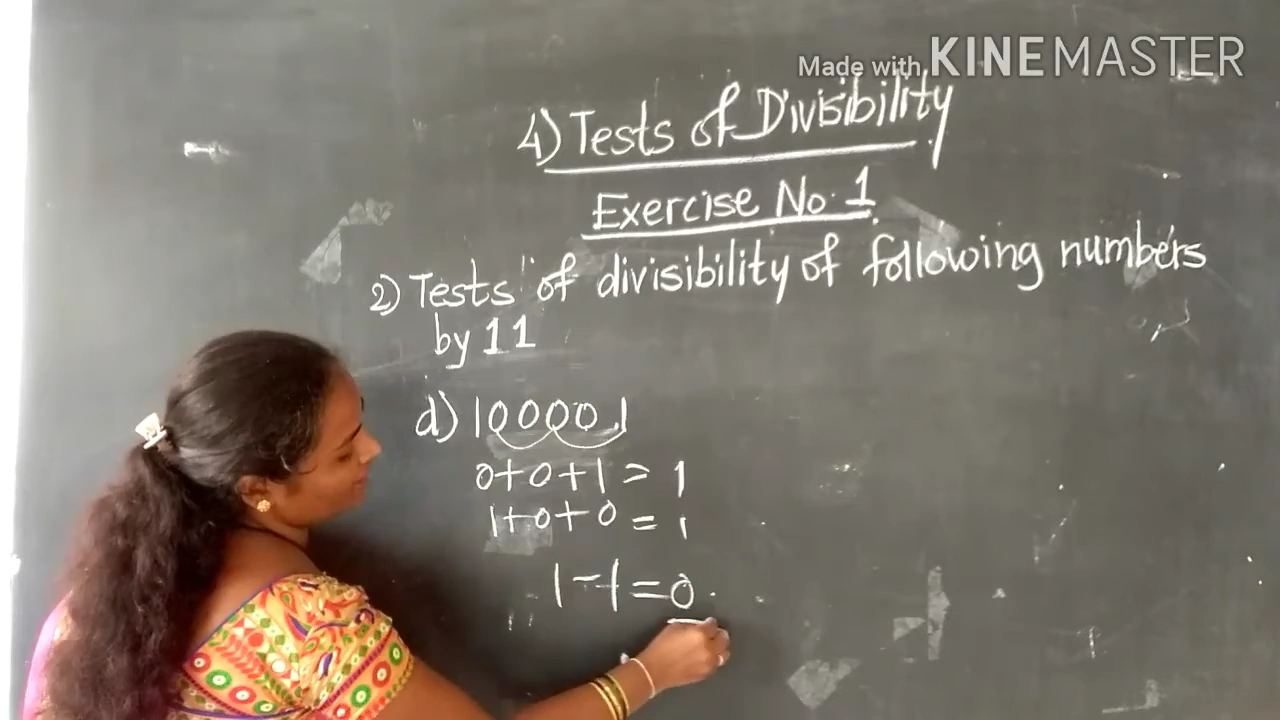 Made with KINEMASTER
4) Tests of Divisibility
Exercise No. 1
2) Tests of divisibility of following numbers
by 11
d) 100001
0+0+1 = 1
1+0+0 = 1
1-1=0